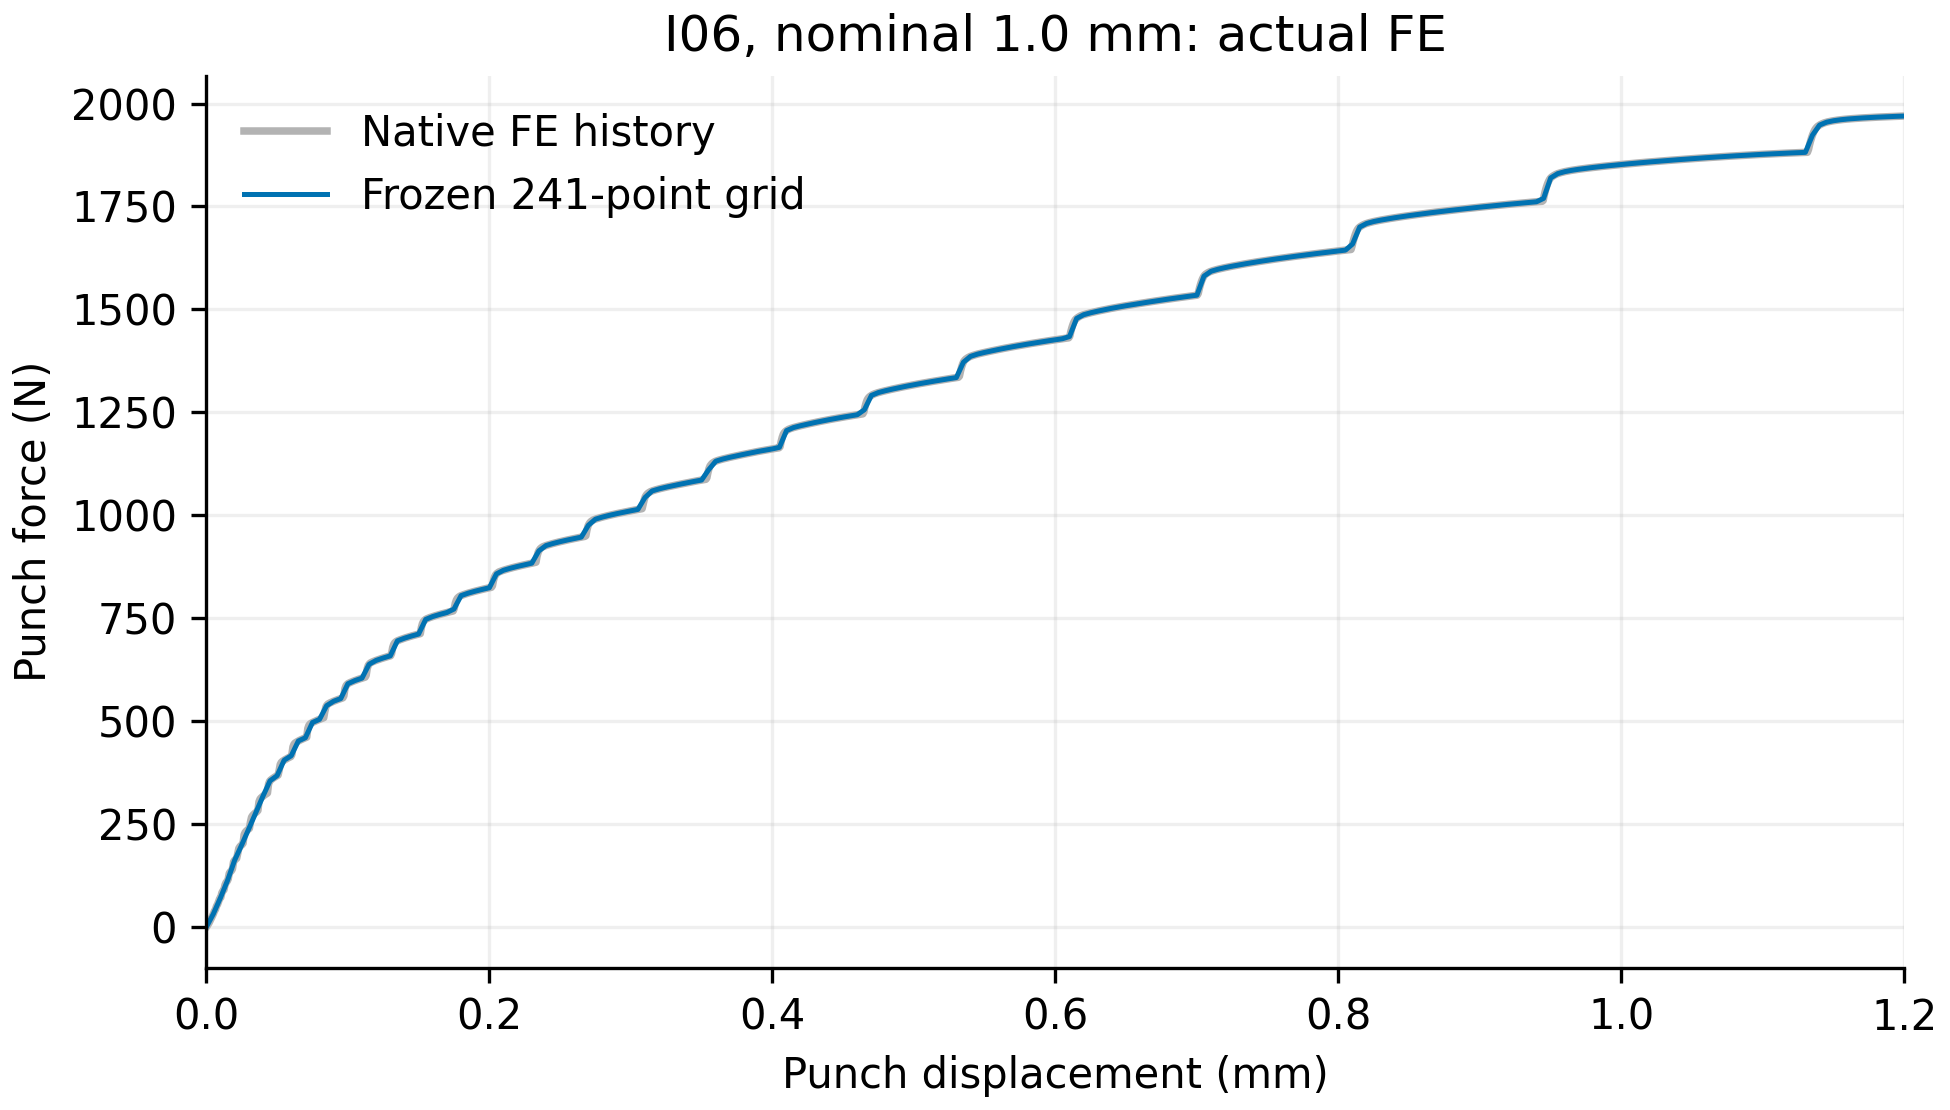 I06, nominal 1.0 mm: actual FE
Native FE history
Frozen 241-point grid
2000
1750
1500
1250
1000
750
500
250
0
Punch force (N)
0.0 0.2 0.4 0.6 0.8 1.0 1.2
Punch displacement (mm)